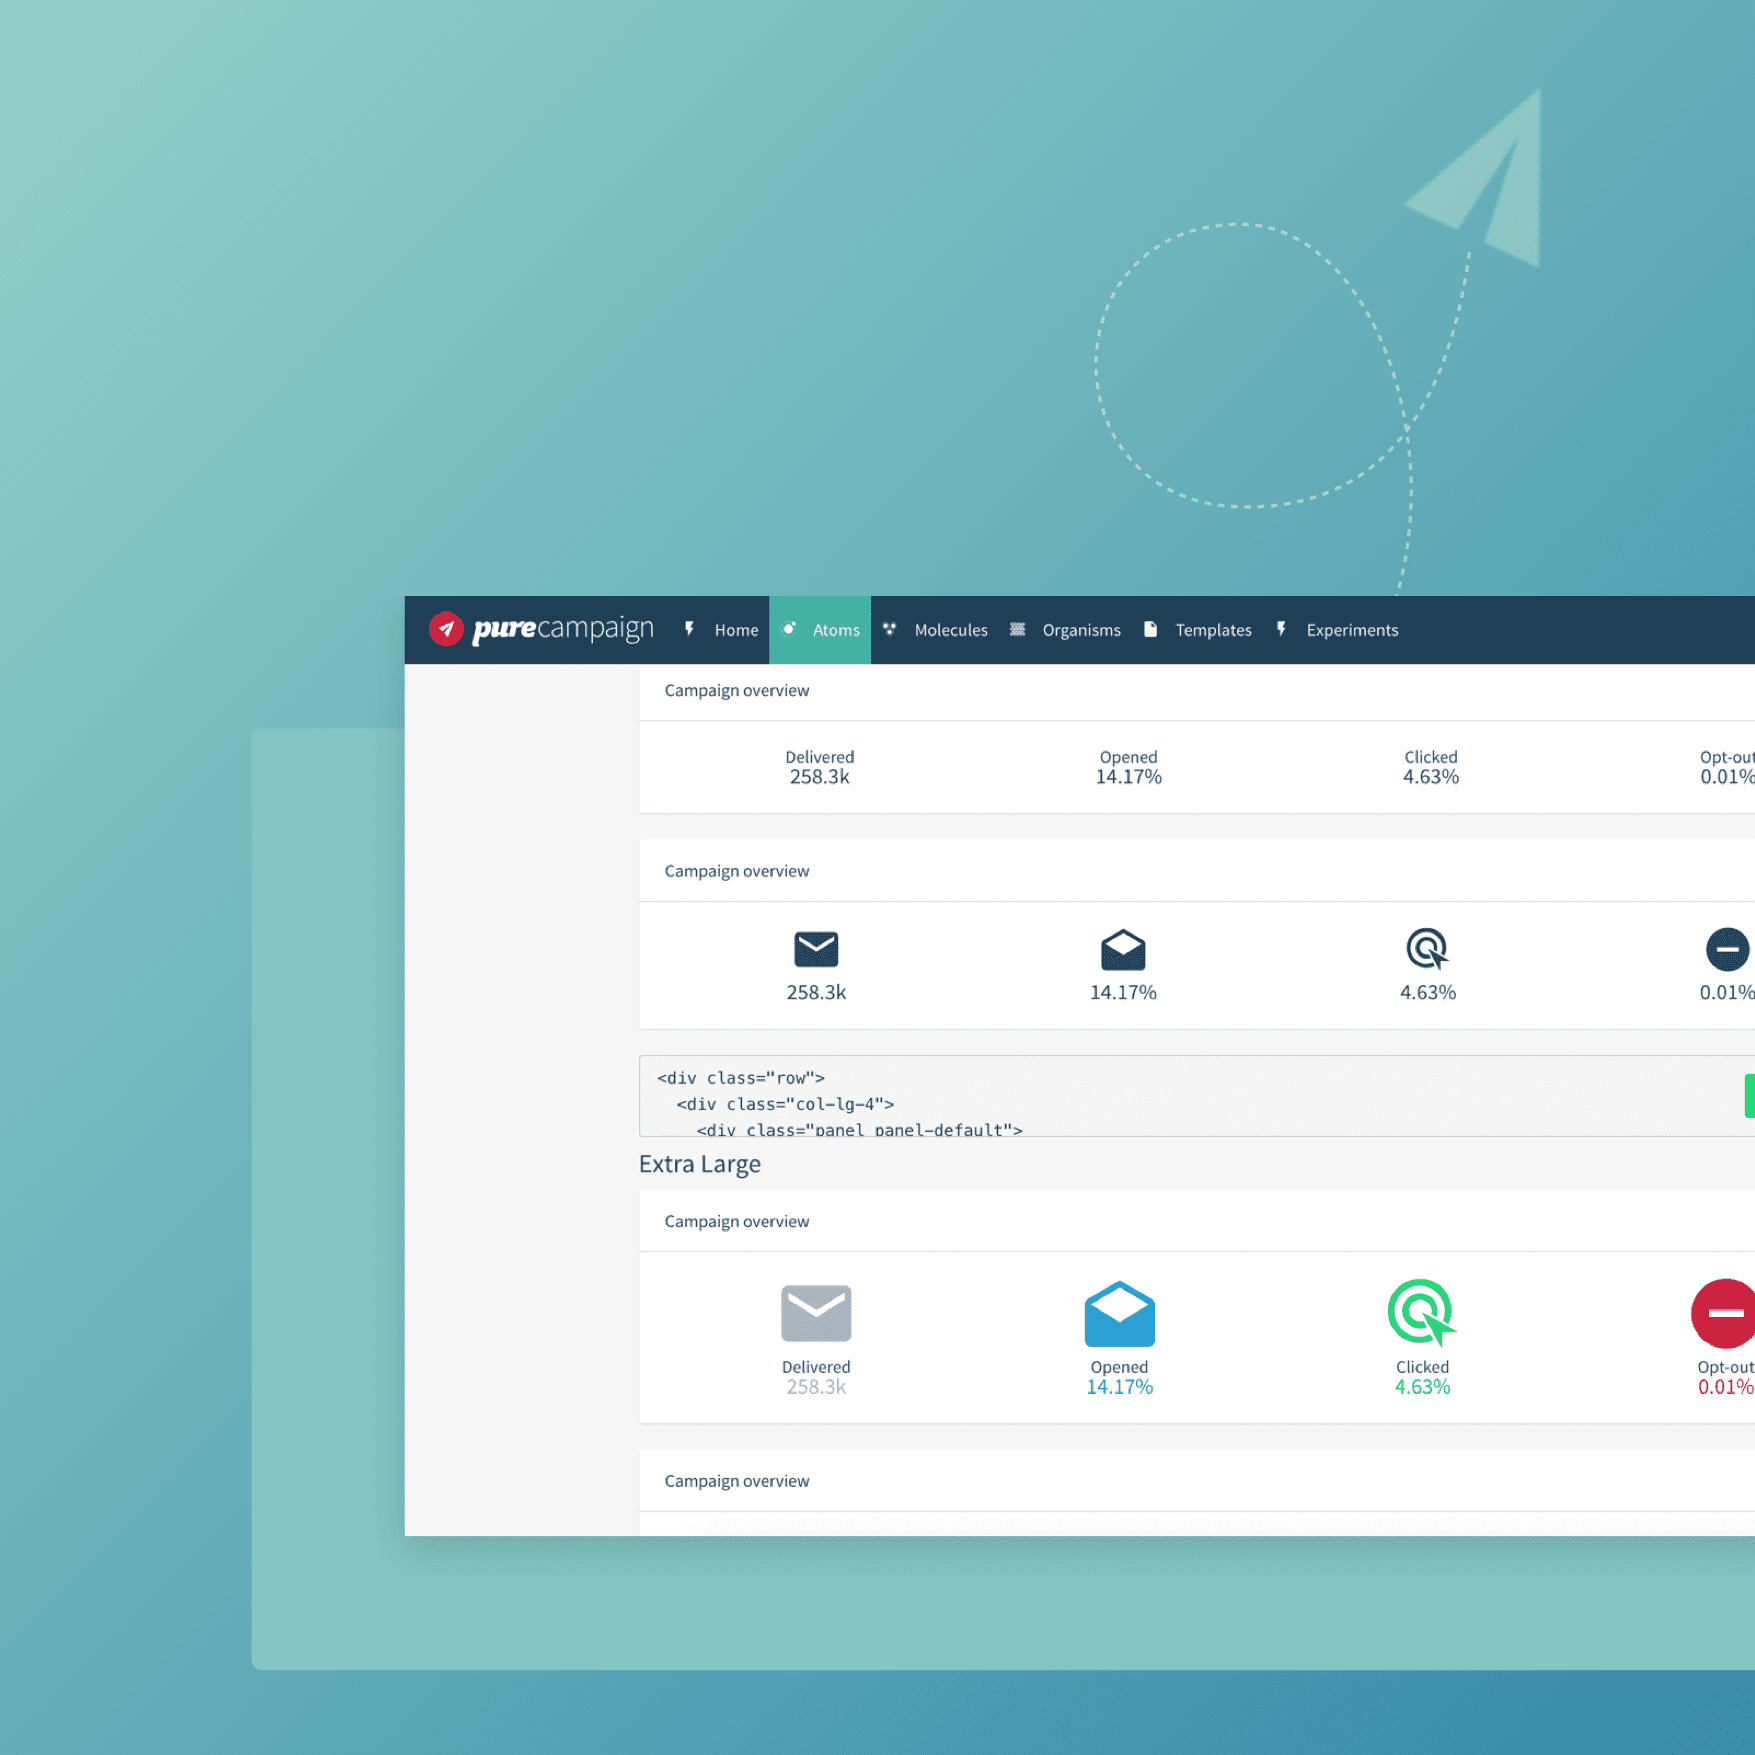 purecampaign Home Atoms Molecules Organisms Templates Experiments
Campaign overview
Delivered Opened Clicked Opt-out
258.3k 14.17% 4.63% 0.01%
Campaign overview
258.3k 14.17% 4.63% 0.01%
<div class="row">
<div class="col-lg-4">
<div class="panel panel-default">
Extra Large
Campaign overview
Delivered Opened Clicked Opt-out
258.3k 14.17% 4.63% 0.01%
Campaign overview